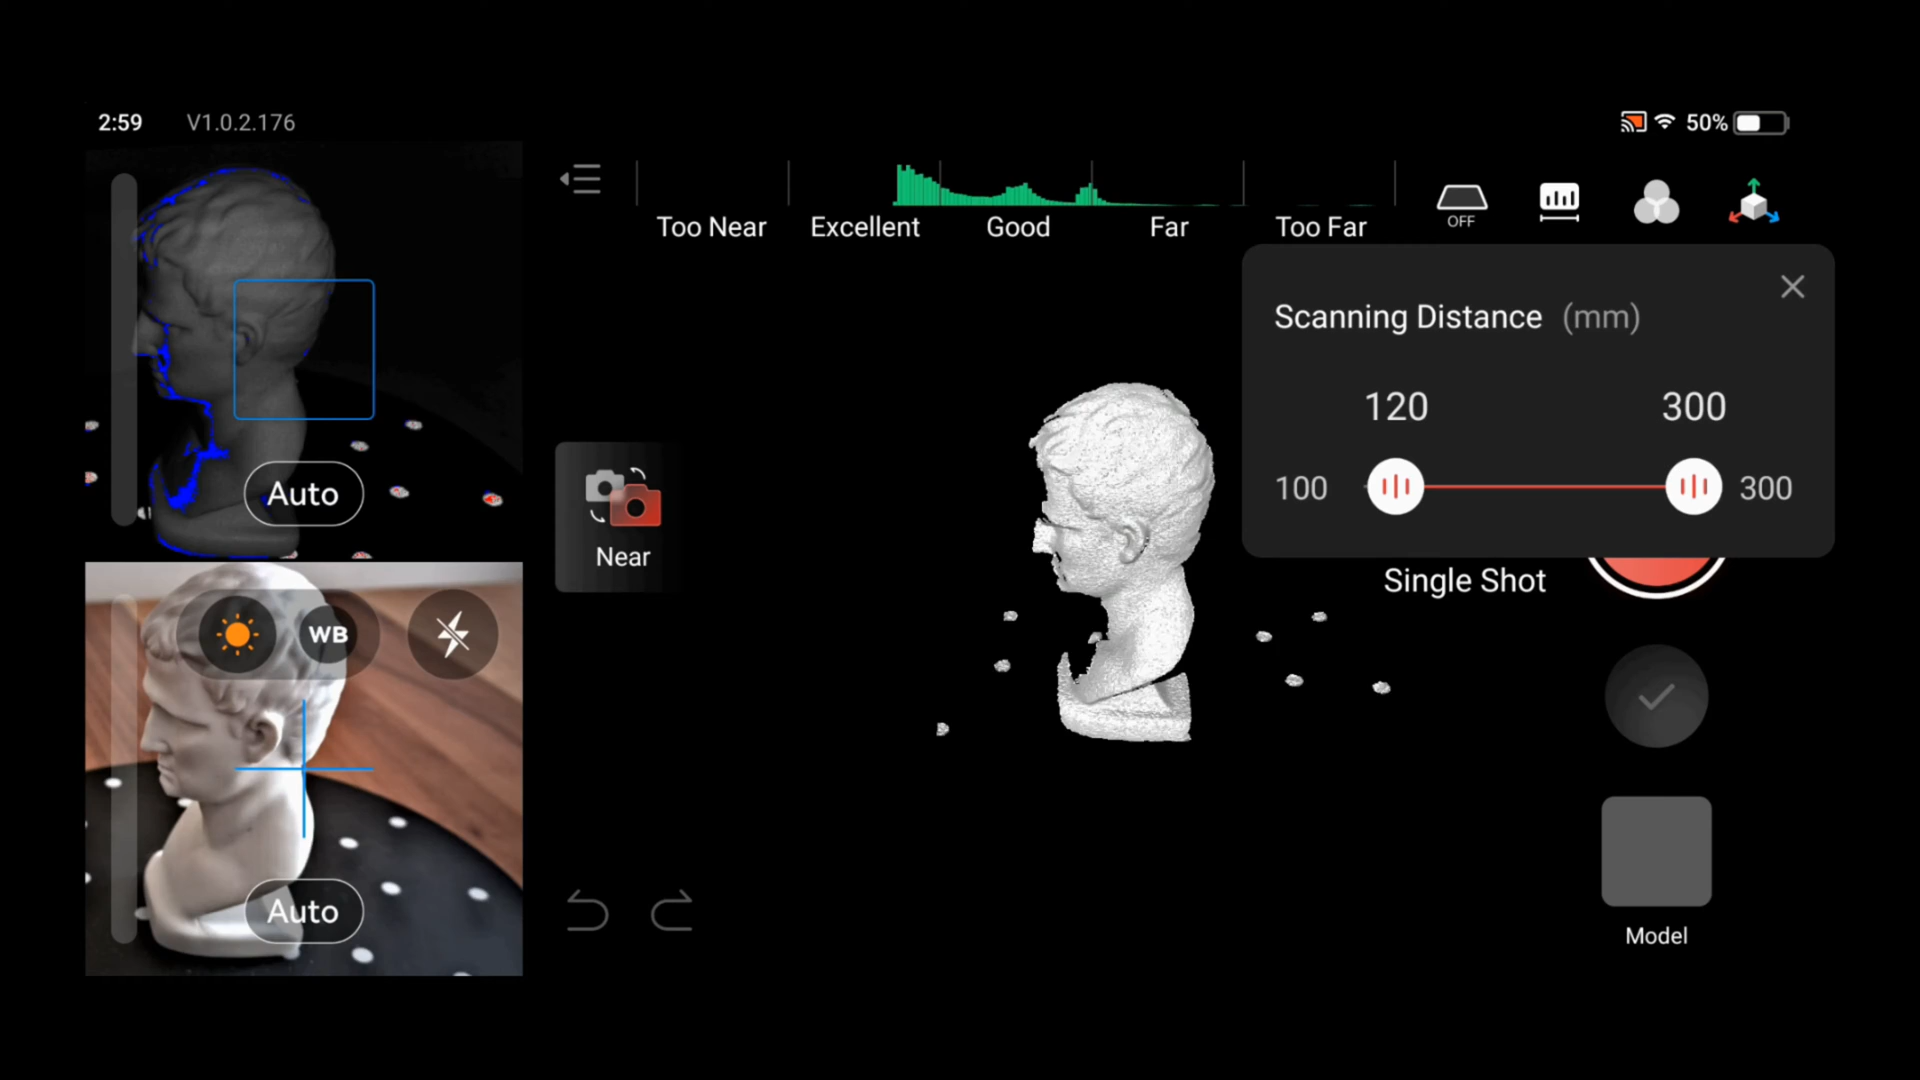 2:59 V1.0.2.176 50%
Too Near Excellent Good Far Too Far
OFF
Scanning Distance (mm)
120 300
100 300
Auto
Near
Single Shot
WB
Auto
Model